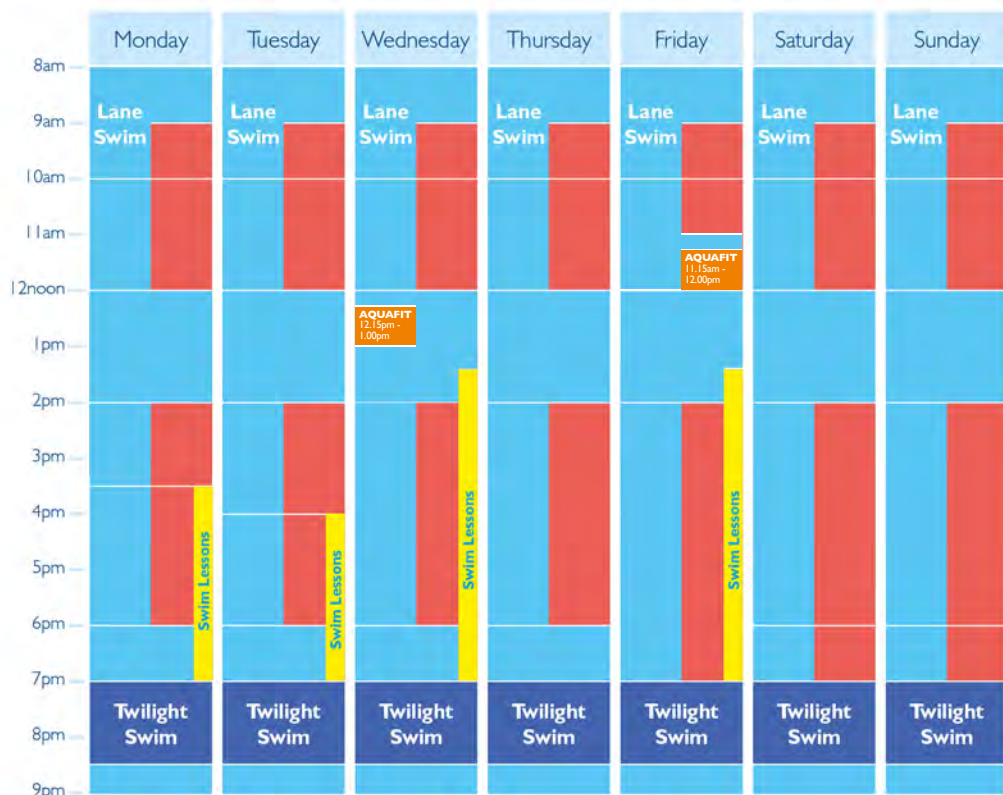 Monday Tuesday Wednesday Thursday Friday Saturday Sunday
8am
Lane Lane Lane Lane Lane Lane Lane
9am
Swim Swim Swim Swim Swim Swim Swim
10am
11am
AQUAFIT
11.15am -
12.00pm
12noon
AQUAFIT
12.15pm -
1.00pm
1pm
2pm
3pm
4pm
5pm
6pm
7pm
Swim Lessons
Swim Lessons
Swim Lessons
Swim Lessons
Twilight Twilight Twilight Twilight Twilight Twilight Twilight
Swim Swim Swim Swim Swim Swim Swim
8pm
9pm